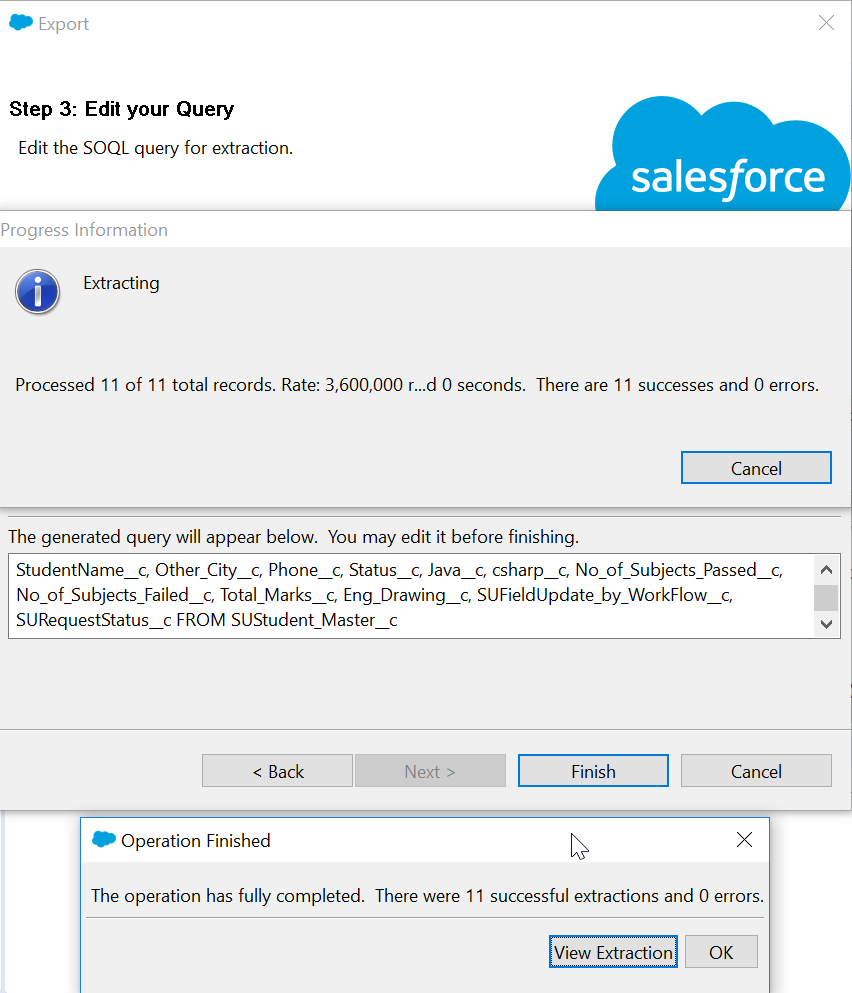 Export
Step 3: Edit your Query
Edit the SOQL query for extraction.
salesforce
Progress Information
Extracting
Processed 11 of 11 total records. Rate: 3,600,000 r...d 0 seconds.  There are 11 successes and 0 errors.
Cancel
The generated query will appear below.  You may edit it before finishing.
StudentName__c, Other_City__c, Phone__c, Status__c, Java__c, csharp__c, No_of_Subjects_Passed__c,
No_of_Subjects_Failed__c, Total_Marks__c, Eng_Drawing__c, SUFieldUpdate_by_WorkFlow__c,
SURequestStatus__c FROM SUStudent_Master__c
< Back
Next >
Finish
Cancel
Operation Finished
The operation has fully completed.  There were 11 successful extractions and 0 errors.
View Extraction
OK